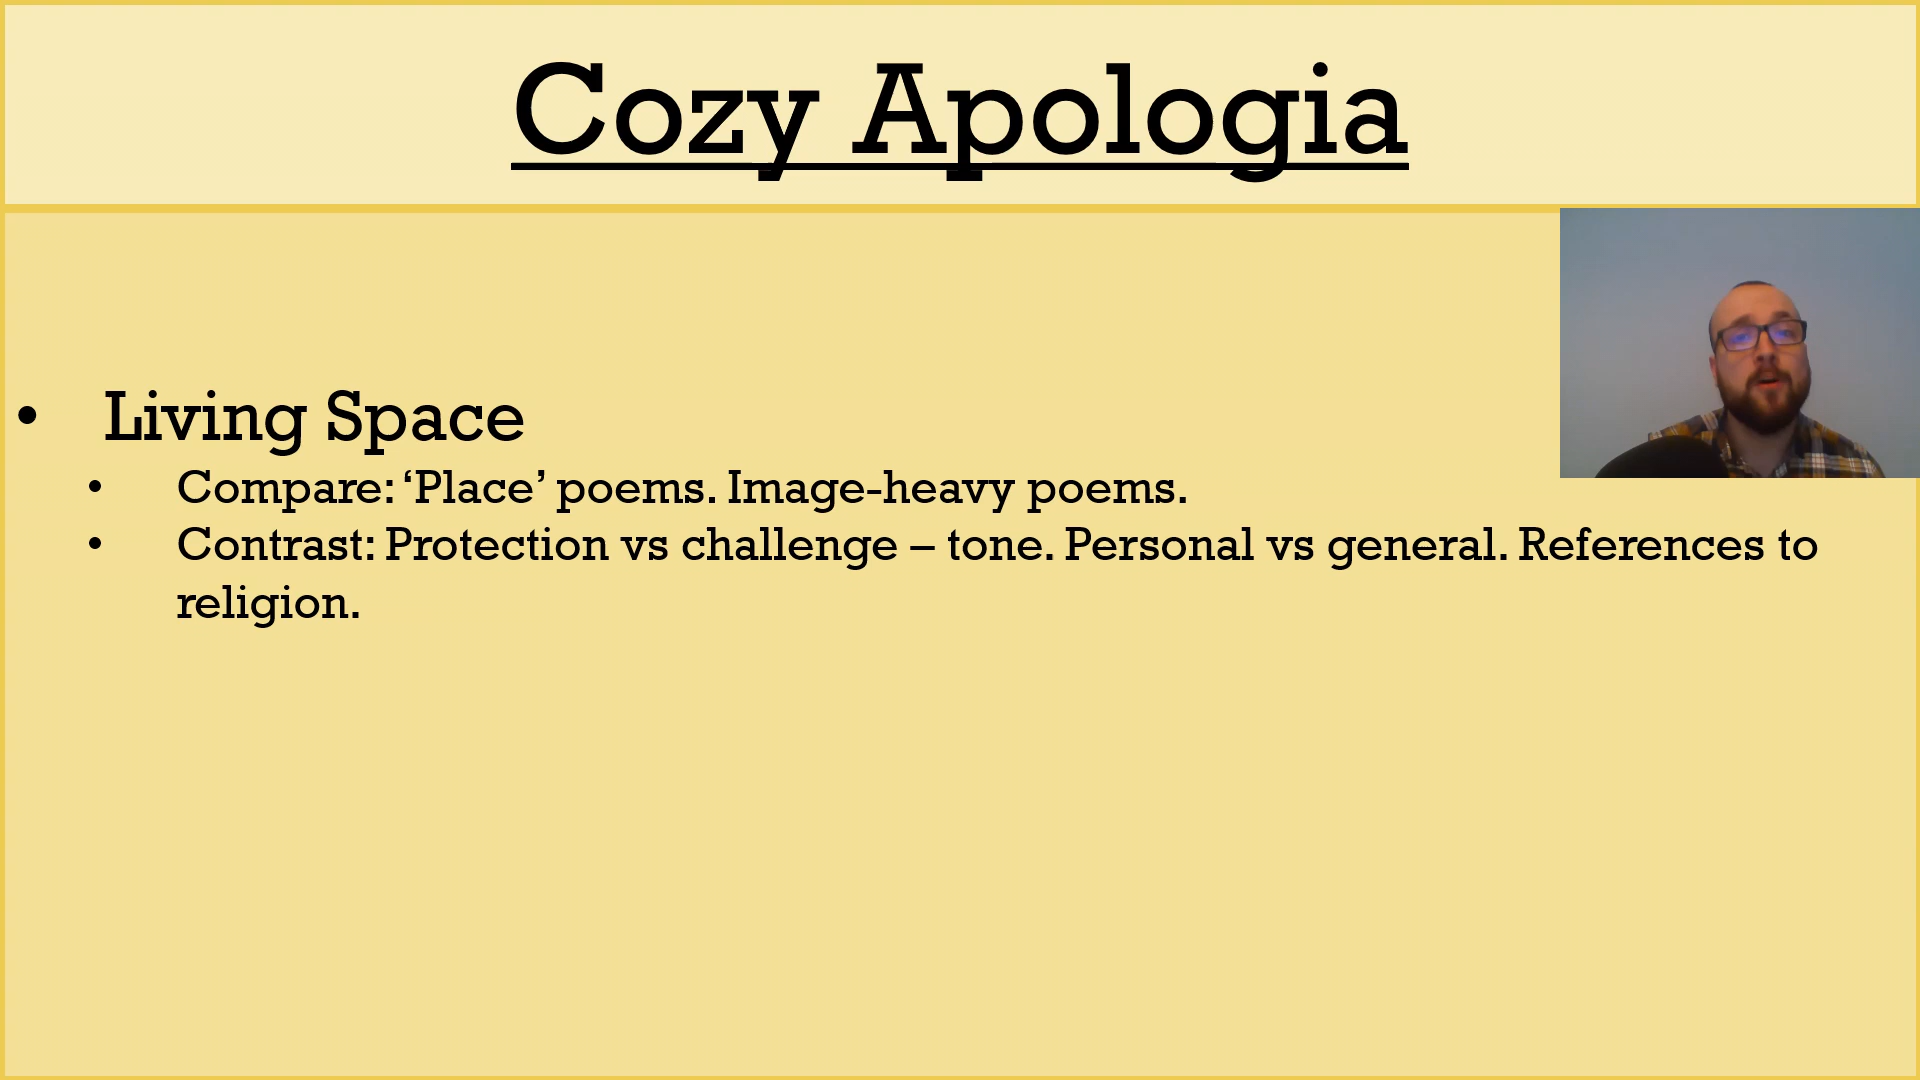 Cozy Apologia
• Living Space
• Compare: ‘Place’ poems. Image-heavy poems.
• Contrast: Protection vs challenge – tone. Personal vs general. References to
religion.